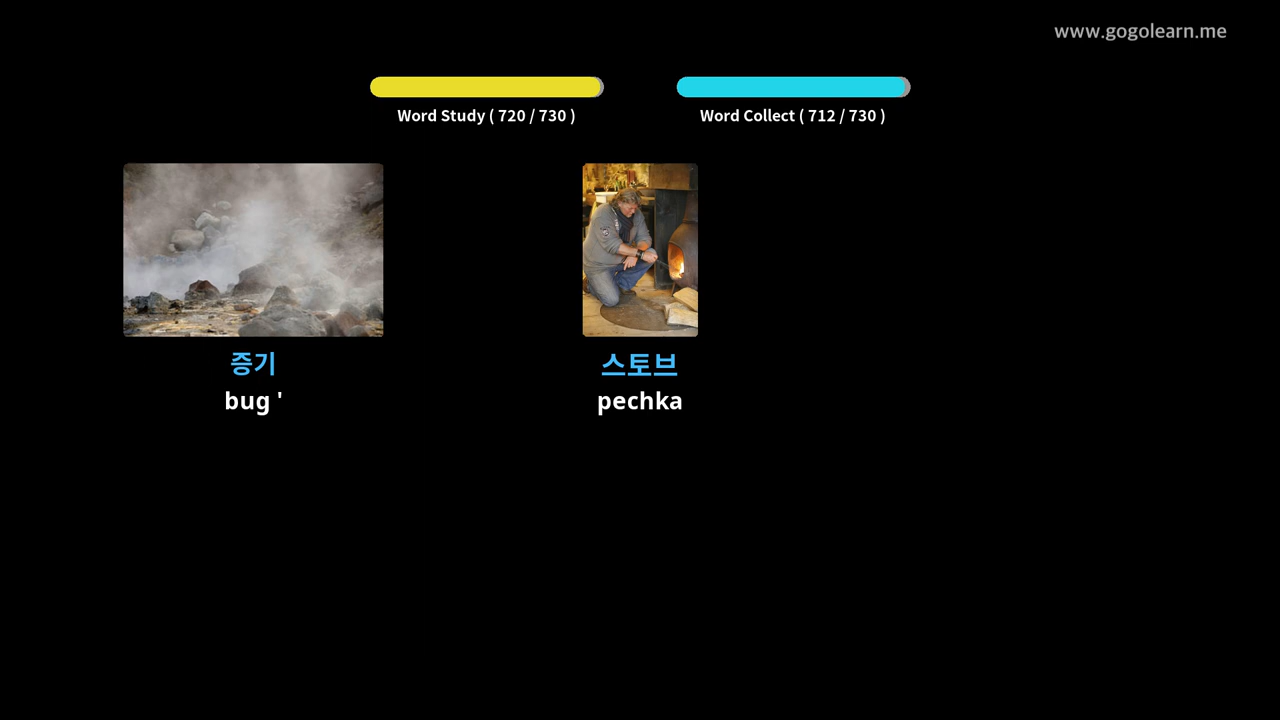 www.gogolearn.me
Word Study ( 720 / 730 )
Word Collect ( 712 / 730 )
증기
bug '
스토브
pechka